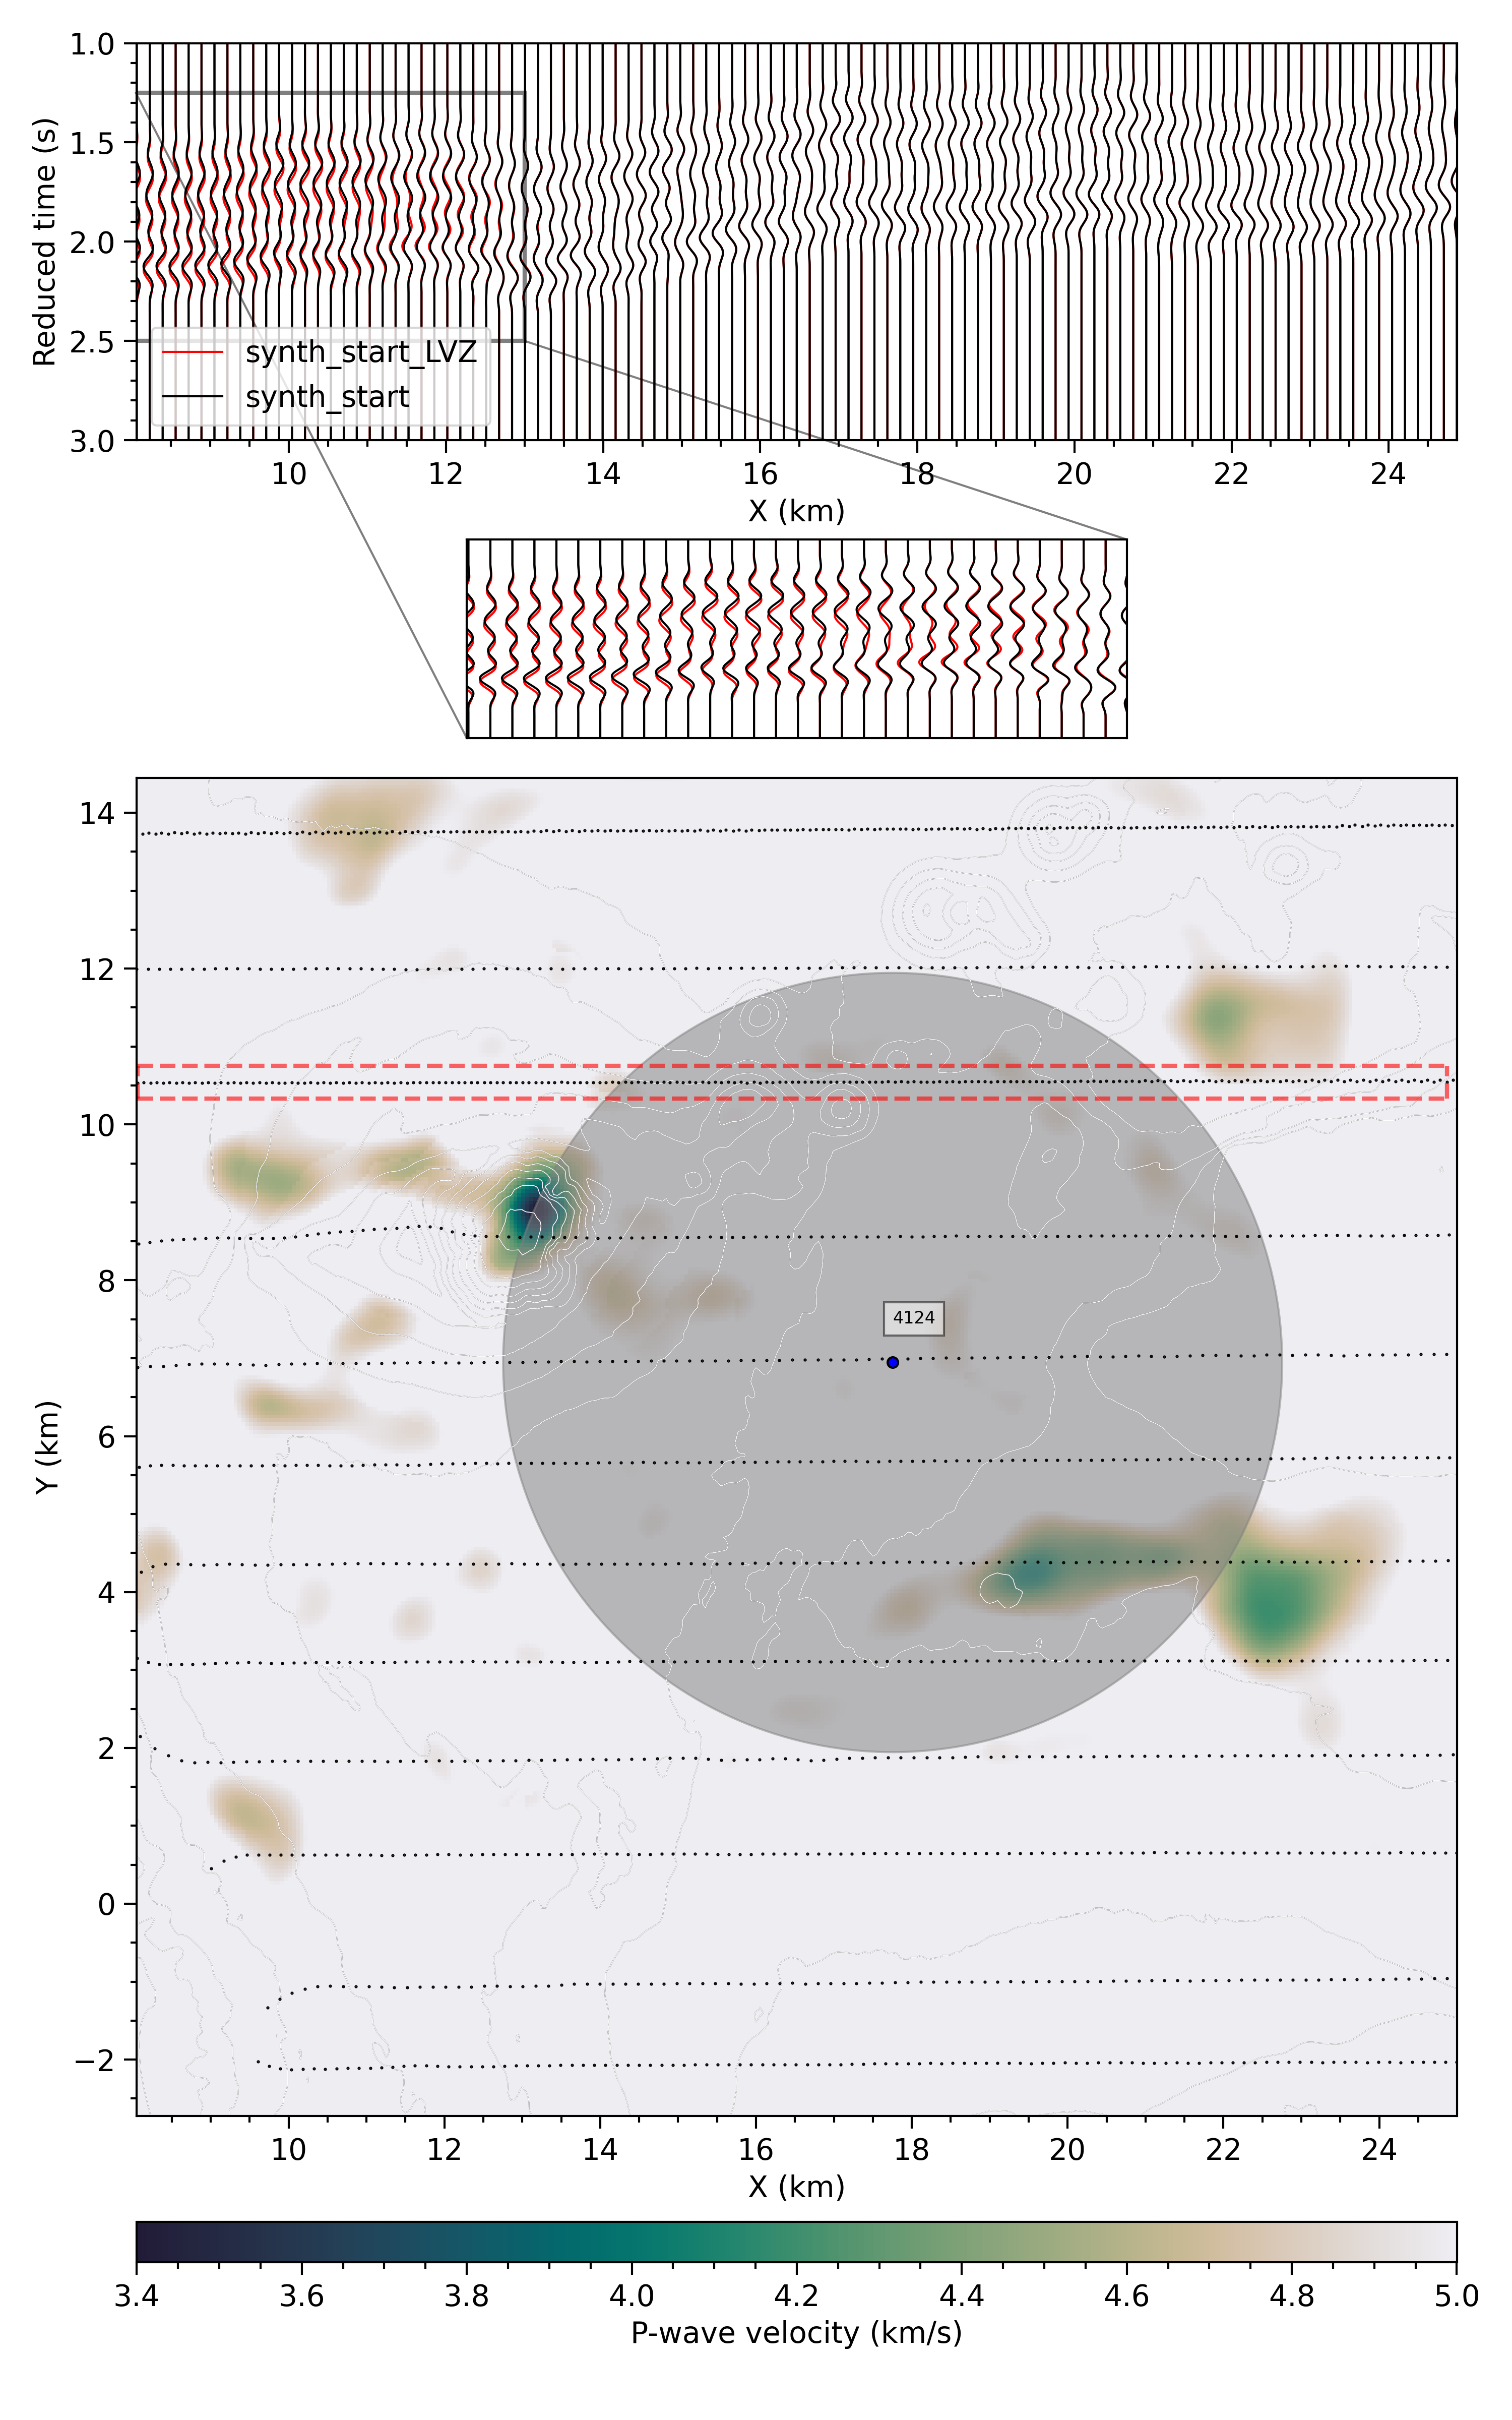 1.0
1.5
2.0
2.5
3.0
Reduced time (s)
synth_start_LVZ
synth_start
10 12 14 16 18 20 22 24
X (km)
14
12
10
8
6
4
2
0
−2
Y (km)
4124
10 12 14 16 18 20 22 24
X (km)
3.4 3.6 3.8 4.0 4.2 4.4 4.6 4.8 5.0
P-wave velocity (km/s)